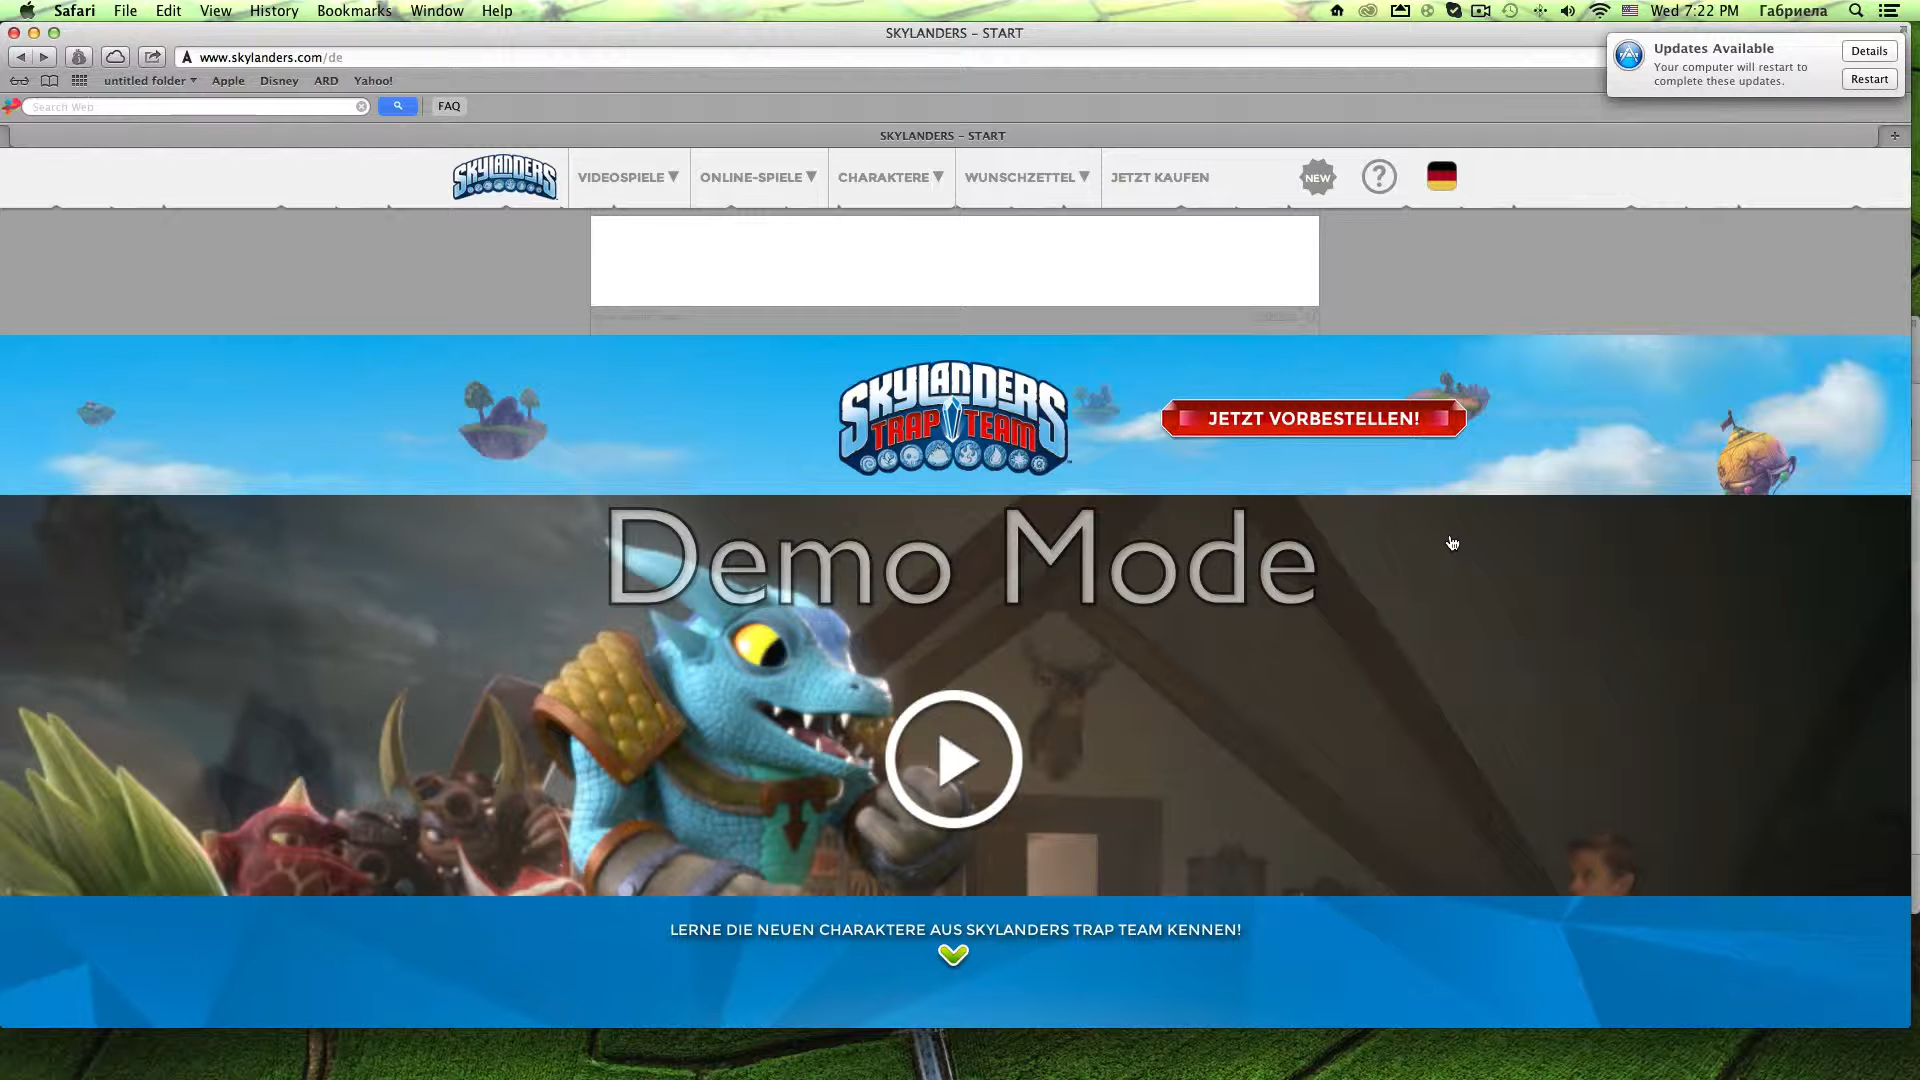 Safari File Edit View History Bookmarks Window Help
Wed 7:22 PM Габриела
SKYLANDERS – START
www.skylanders.com/de
Updates Available
Your computer will restart to
complete these updates.
Details
Restart
untitled folder Apple Disney ARD Yahoo!
Search Web
FAQ
SKYLANDERS – START
SKYLANDERS
VIDEOSPIELE
ONLINE-SPIELE
CHARAKTERE
WUNSCHZETTEL
JETZT KAUFEN
NEW
?
SKYLANDERS
TRAP TEAM
JETZT VORBESTELLEN!
Demo Mode
LERNE DIE NEUEN CHARAKTERE AUS SKYLANDERS TRAP TEAM KENNEN!